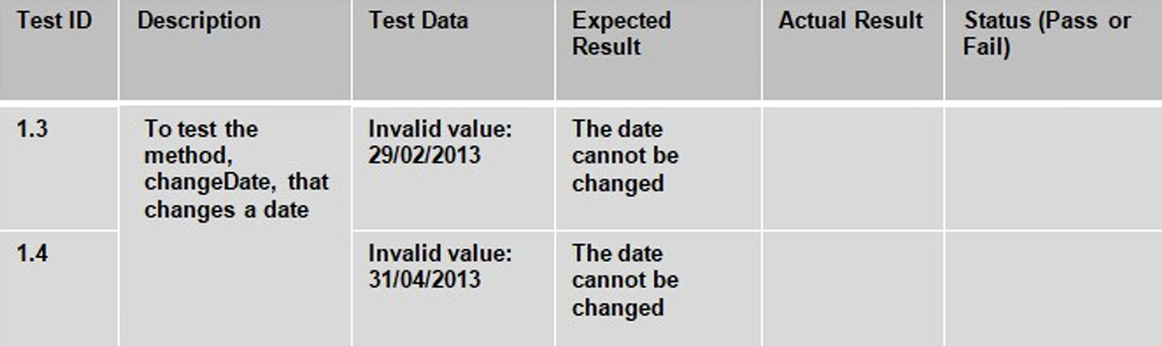 Test ID
Description
Test Data
Expected
Result
Actual Result
Status (Pass or
Fail)
1.3
To test the
method,
changeDate, that
changes a date
Invalid value:
29/02/2013
The date
cannot be
changed
1.4
Invalid value:
31/04/2013
The date
cannot be
changed